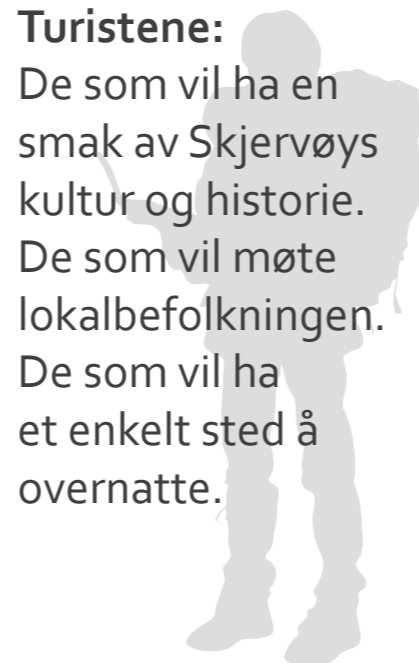 Turistene:
De som vil ha en
smak av Skjervøys
kultur og historie.
De som vil møte
lokalbefolkningen.
De som vil ha
et enkelt sted å
overnatte.